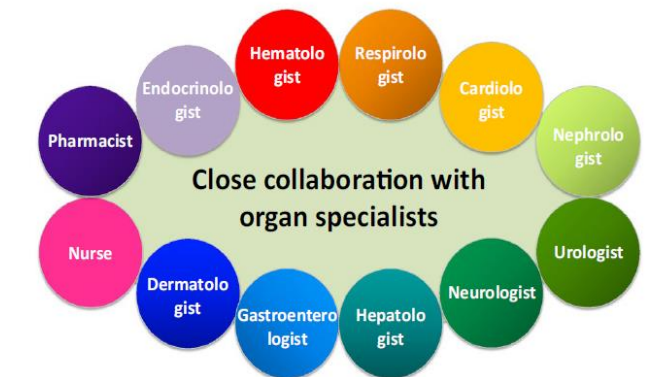 Hematolo
gist
Respirolo
gist
Endocrinolo
gist
Cardiolo
gist
Pharmacist
Nephrolo
gist
Close collaboration with
organ specialists
Nurse
Urologist
Dermatolo
gist
Neurologist
Gastroentero
logist
Hepatolo
gist